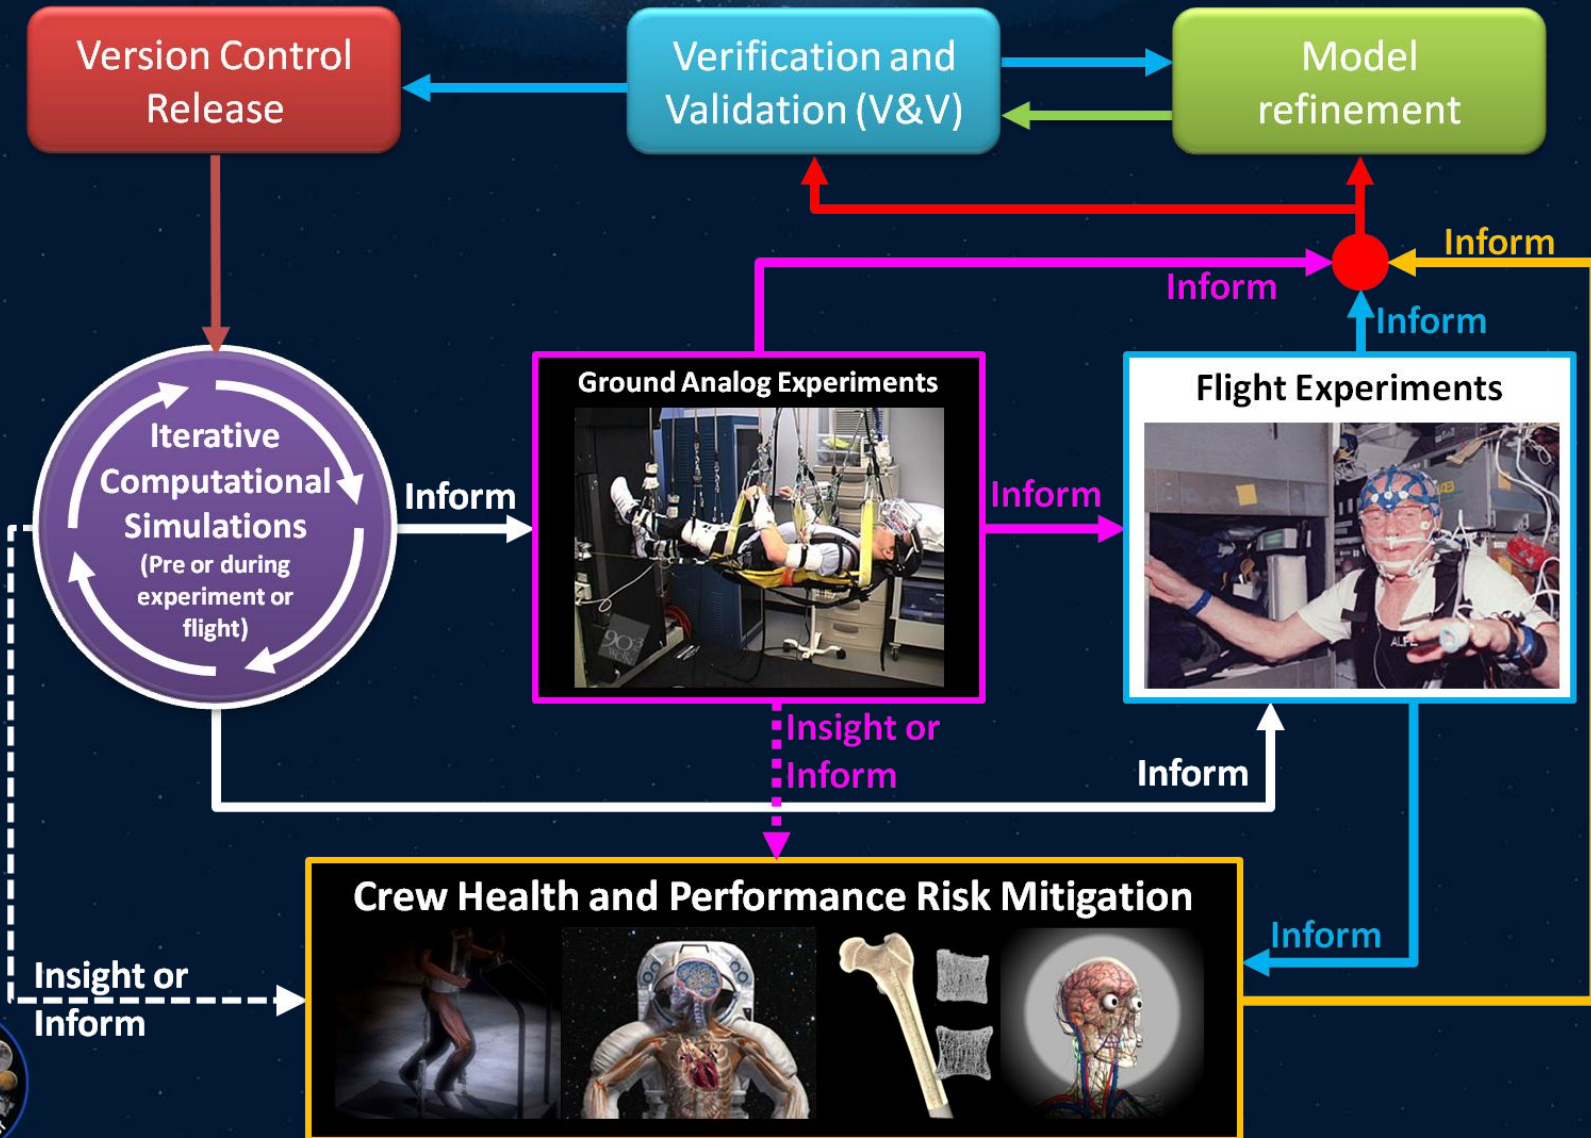 Version Control
Release
Verification and
Validation (V&V)
Model
refinement
Inform
Inform
Inform
Iterative
Computational
Simulations
(Pre or during
experiment or
flight)
Inform
Ground Analog Experiments
Inform
Flight Experiments
Insight or
Inform
Inform
Crew Health and Performance Risk Mitigation
Inform
Insight or
Inform